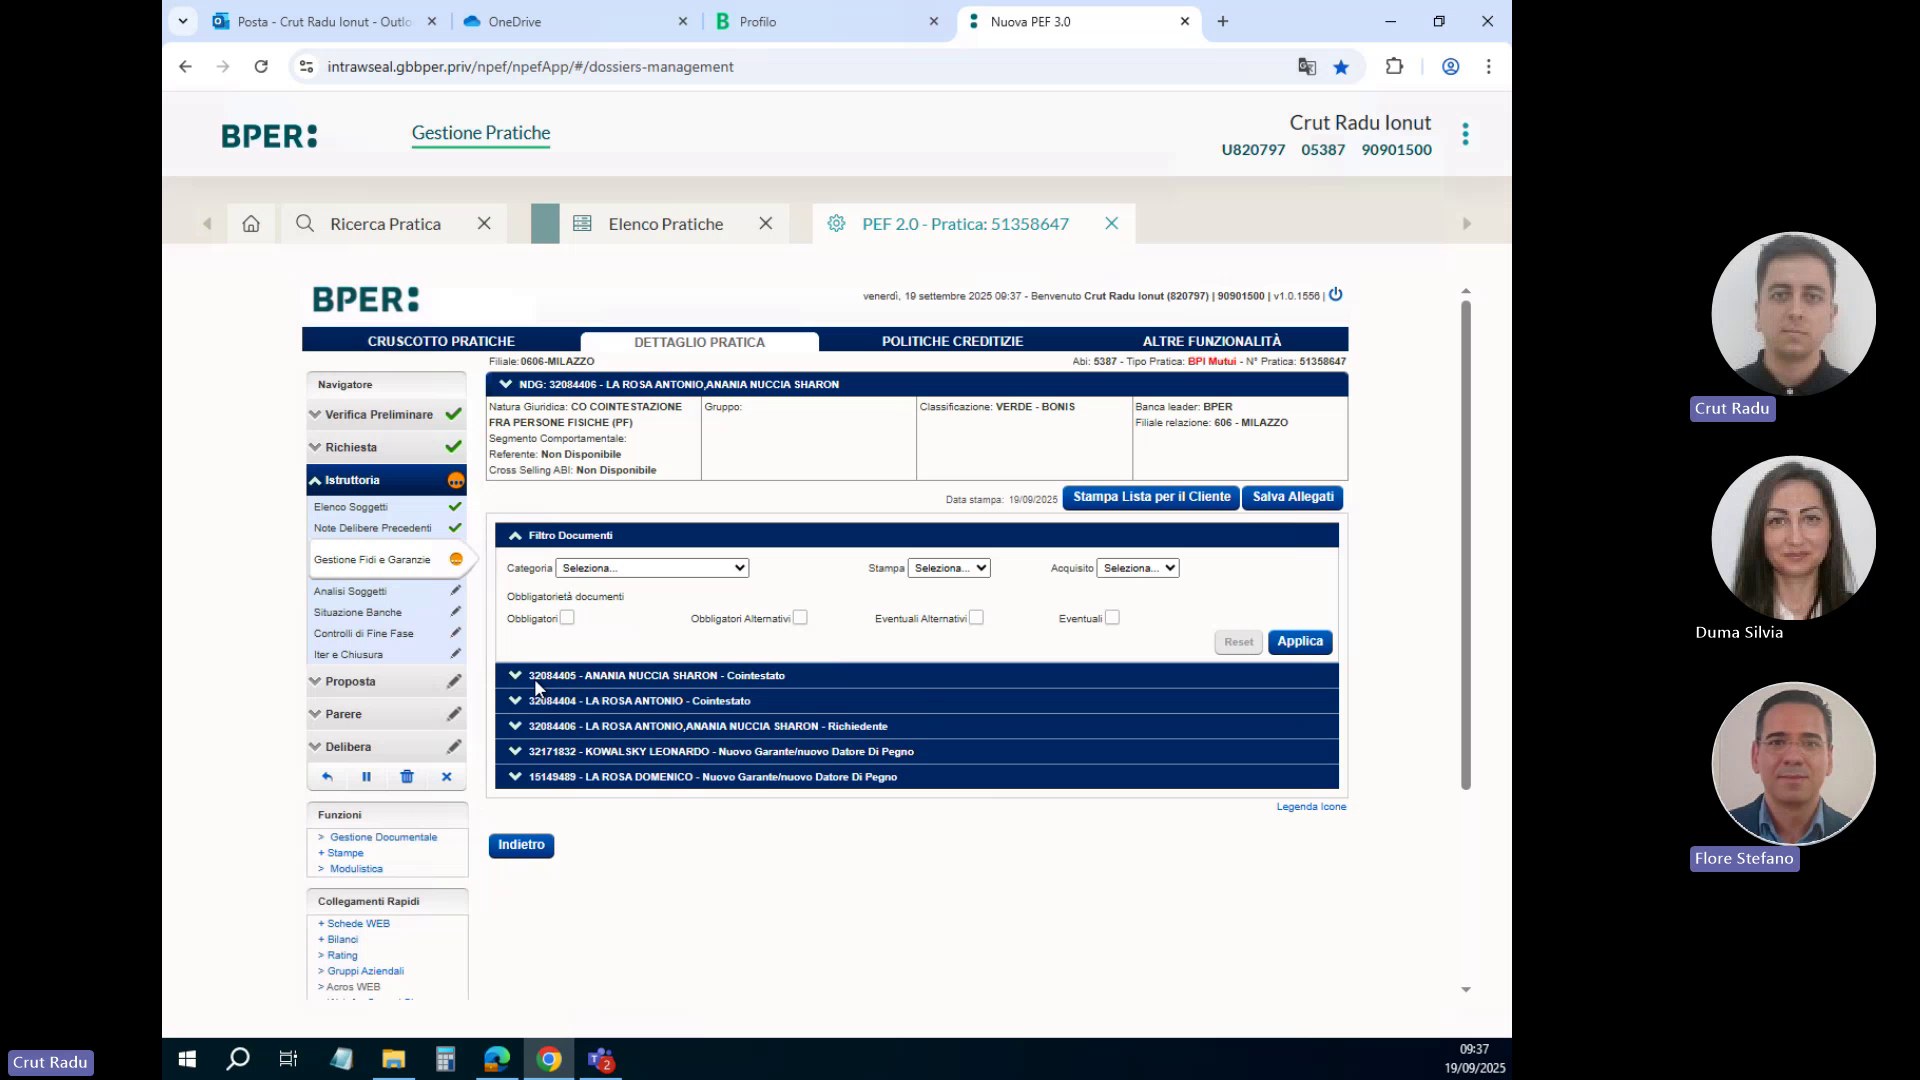 Posta - Crut Radu Ionut - Outlo
OneDrive
Profilo
Nuova PEF 3.0
intrawseal.gbbper.priv/npef/npefApp/#/dossiers-management
BPER:
Gestione Pratiche
Crut Radu Ionut
U820797 05387 90901500
Ricerca Pratica
Elenco Pratiche
PEF 2.0 - Pratica: 51358647
BPER:
venerdì, 19 settembre 2025 09:37 - Benvenuto Crut Radu Ionut (820797) | 90901500 | v1.0.1556 |
CRUSCOTTO PRATICHE
DETTAGLIO PRATICA
POLITICHE CREDITIZIE
ALTRE FUNZIONALITÀ
Filiale: 0606-MILAZZO
Abi: 5387 - Tipo Pratica: BPI Mutui - N° Pratica: 51358647
Navigatore
Verifica Preliminare
Richiesta
Istruttoria
Elenco Soggetti
Note Delibere Precedenti
Gestione Fidi e Garanzie
Analisi Soggetti
Situazione Banche
Controlli di Fine Fase
Iter e Chiusura
Proposta
Parere
Delibera
Funzioni
> Gestione Documentale
+ Stampe
> Modulistica
Collegamenti Rapidi
+ Schede WEB
+ Bilanci
> Rating
> Gruppi Aziendali
> Acros WEB
NDG: 32084406 - LA ROSA ANTONIO,ANANIA NUCCIA SHARON
Natura Giuridica: CO COINTESTAZIONE
FRA PERSONE FISICHE (PF)
Segmento Comportamentale:
Referente: Non Disponibile
Cross Selling ABI: Non Disponibile
Gruppo:
Classificazione: VERDE - BONIS
Banca leader: BPER
Filiale relazione: 606 - MILAZZO
Data stampa: 19/09/2025
Stampa Lista per il Cliente
Salva Allegati
Filtro Documenti
Categoria Seleziona...
Stampa Seleziona...
Acquisito Seleziona...
Obbligatorietà documenti
Obbligatori
Obbligatori Alternativi
Eventuali Alternativi
Eventuali
Reset
Applica
32084405 - ANANIA NUCCIA SHARON - Cointestato
32084404 - LA ROSA ANTONIO - Cointestato
32084406 - LA ROSA ANTONIO,ANANIA NUCCIA SHARON - Richiedente
32171832 - KOWALSKY LEONARDO - Nuovo Garante/nuovo Datore Di Pegno
15149489 - LA ROSA DOMENICO - Nuovo Garante/nuovo Datore Di Pegno
Legenda Icone
Indietro
Crut Radu
Duma Silvia
Flore Stefano
Crut Radu
2
09:37
19/09/2025